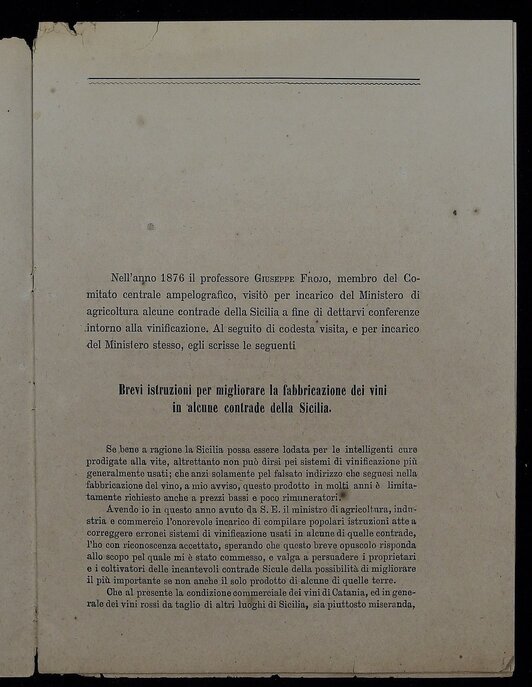 Nell'anno 1876 il professore GIUSEPPE FROJO, membro del Co-
mitato centrale ampelografico, visitò per incarico del Ministero di
agricoltura alcune contrade della Sicilia a fine di dettarvi conferenze
intorno alla vinificazione. Al seguito di codesta visita, e per incarico
del Ministero stesso, egli scrisse le seguenti
Brevi istruzioni per migliorare la fabbricazione dei vini
in alcune contrade della Sicilia.
Se bene a ragione la Sicilia possa essere lodata per le intelligenti cure
prodigate alla vite, altrettanto non può dirsi pei sistemi di vinificazione più
generalmente usati; che anzi solamente pel falsato indirizzo che seguesi nella
fabbricazione del vino, a mio avviso, questo prodotto in molti anni è limita-
tamente richiesto anche a prezzi bassi e poco rimuneratori.
Avendo io in questo anno avuto da S. E. il ministro di agricoltura, indu-
stria e commercio l'onorevole incarico di compilare popolari istruzioni atte a
correggere erronei sistemi di vinificazione usati in alcune di quelle contrade,
l'ho con riconoscenza accettato, sperando che questo breve opuscolo risponda
allo scopo pel quale mi è stato commesso, e valga a persuadere i proprietari
e i coltivatori delle incantevoli contrade Sicule della possibilità di migliorare
il più importante se non anche il solo prodotto di alcune di quelle terre.
Che al presente la condizione commerciale dei vini di Catania, ed in gene-
rale dei vini rossi da taglio di altri luoghi di Sicilia, sia piuttosto miseranda,